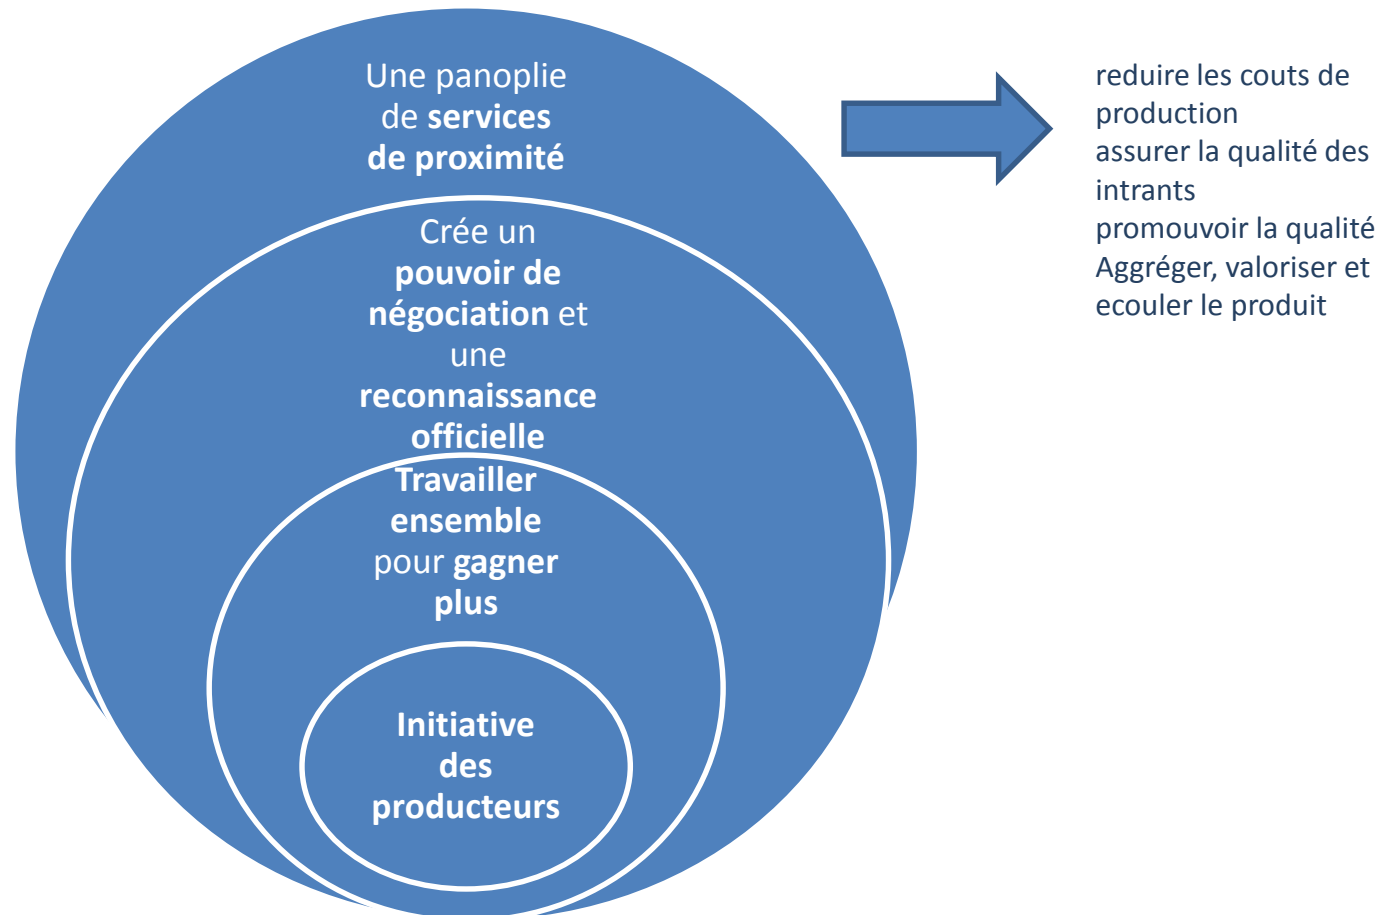 Une panoplie
de services
de proximité
Crée un
pouvoir de
négociation et
une
reconnaissance
officielle
Travailler
ensemble
pour gagner
plus
Initiative
des
producteurs
reduire les couts de
production
assurer la qualité des
intrants
promouvoir la qualité
Aggréger, valoriser et
ecouler le produit